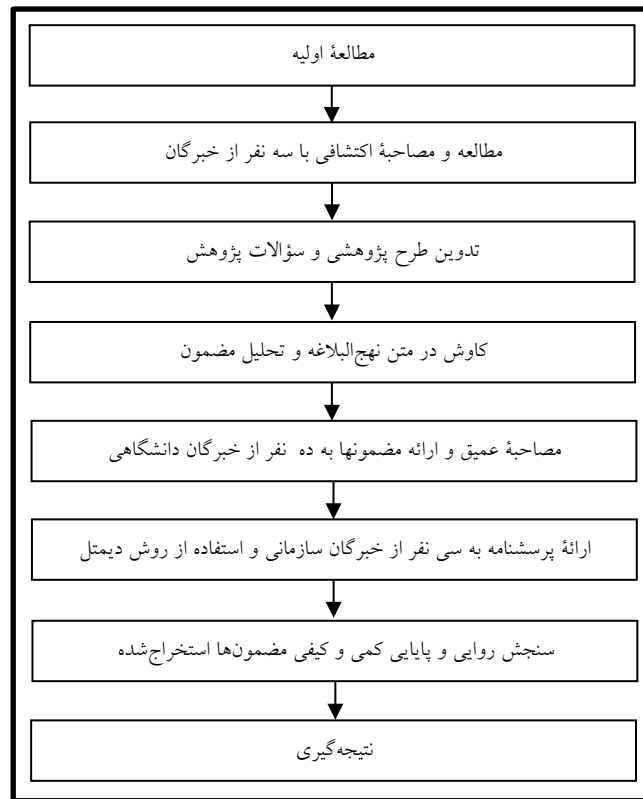 مطالعهٔ اولیه
مطالعه و مصاحبهٔ اکتشافی با سه نفر از خبرگان
تدوین طرح پژوهشی و سؤالات پژوهش
کاوش در متن نهج‌البلاغه و تحلیل مضمون
مصاحبهٔ عمیق و ارائه مضمونها به ده نفر از خبرگان دانشگاهی
ارائهٔ پرسشنامه به سی نفر از خبرگان سازمانی و استفاده از روش دیمتل
سنجش روایی و پایایی کمی و کیفی مضمون‌ها استخراج‌شده
نتیجه‌گیری